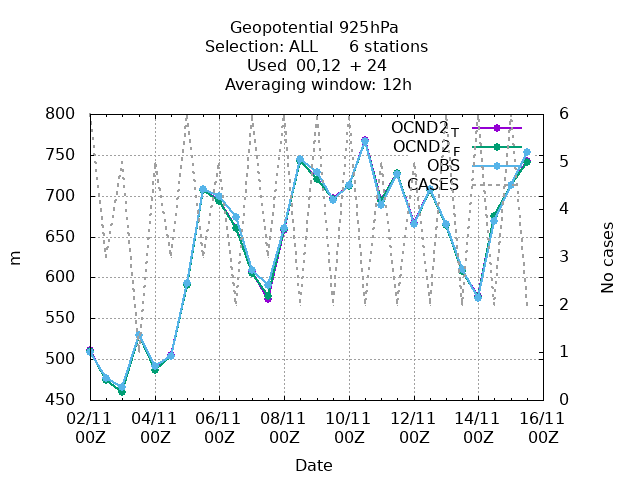 Geopotential 925hPa
Selection: ALL      6 stations
Used  00,12  + 24
Averaging window: 12h
800
750
700
650
600
550
500
450
m
6
5
4
3
2
1
0
No cases
OCND2_T
OCND2_F
OBS
CASES
02/11 04/11 06/11 08/11 10/11 12/11 14/11 16/11
00Z 00Z 00Z 00Z 00Z 00Z 00Z 00Z
Date